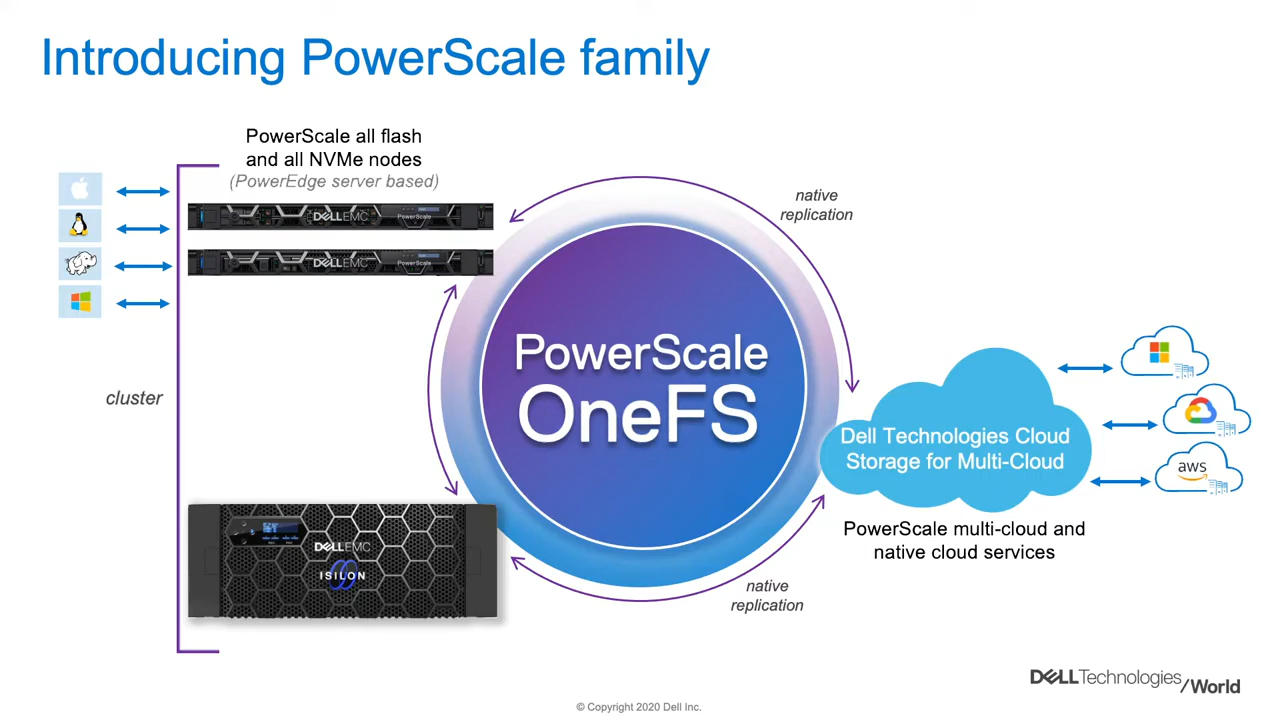 Introducing PowerScale family
PowerScale all flash
and all NVMe nodes
(PowerEdge server based)
DELLEMC
PowerScale
DELLEMC
PowerScale
native
replication
PowerScale
OneFS
cluster
Dell Technologies Cloud
Storage for Multi-Cloud
aws
PowerScale multi-cloud and
native cloud services
DELLEMC
ISILON
native
replication
DELLTechnologies
/World
© Copyright 2020 Dell Inc.